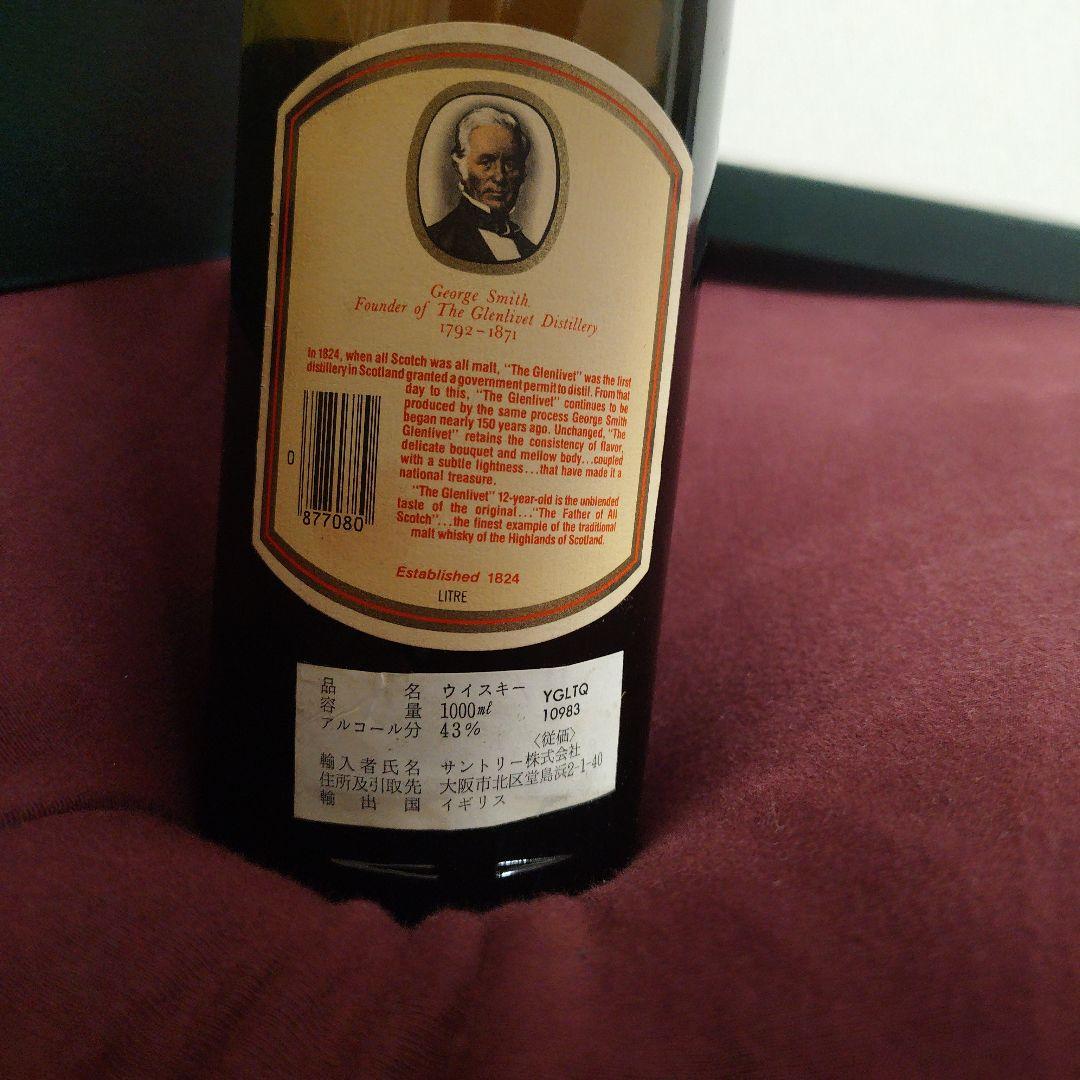 George Smith
Founder of The Glenlivet Distillery
1792-1871
In 1824, when all Scotch was all malt, "The Glenlivet" was the first
distillery in Scotland granted a government permit to distil. From that
day to this, "The Glenlivet" continues to be
produced by the same process George Smith
began nearly 150 years ago. Unchanged, "The
Glenlivet" retains the consistency of flavor,
delicate bouquet and mellow body...coupled
with a subtle lightness...that have made it a
national treasure.
"The Glenlivet" 12-year-old is the unblended
taste of the original..."The Father of All
Scotch"...the finest example of the traditional
malt whisky of the Highlands of Scotland.
0
877080
Established 1824
LITRE
品名 ウイスキー YGLTQ
容量 1000ml 10983
アルコール分 43%
〈従価〉
輸入者氏名 サントリー株式会社
住所及引取先 大阪市北区堂島浜2-1-40
輸出国 イギリス